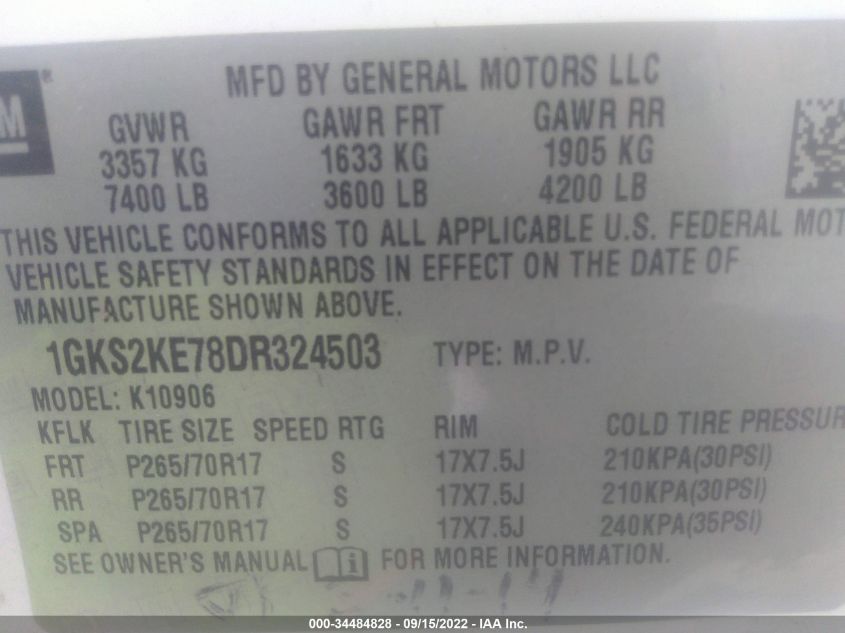 M ®
MFD BY GENERAL MOTORS LLC
GVWR GAWR FRT GAWR RR
3357 KG 1633 KG 1905 KG
7400 LB 3600 LB 4200 LB
THIS VEHICLE CONFORMS TO ALL APPLICABLE U.S. FEDERAL MOT
VEHICLE SAFETY STANDARDS IN EFFECT ON THE DATE OF
MANUFACTURE SHOWN ABOVE.
1GKS2KE78DR324503 TYPE: M.P.V.
MODEL: K10906
KFLK TIRE SIZE SPEED RTG RIM COLD TIRE PRESSUR
FRT P265/70R17 S 17X7.5J 210KPA(30PSI)
RR P265/70R17 S 17X7.5J 210KPA(30PSI)
SPA P265/70R17 S 17X7.5J 240KPA(35PSI)
SEE OWNER'S MANUAL i FOR MORE INFORMATION.
000-34484828 - 09/15/2022 - IAA Inc.